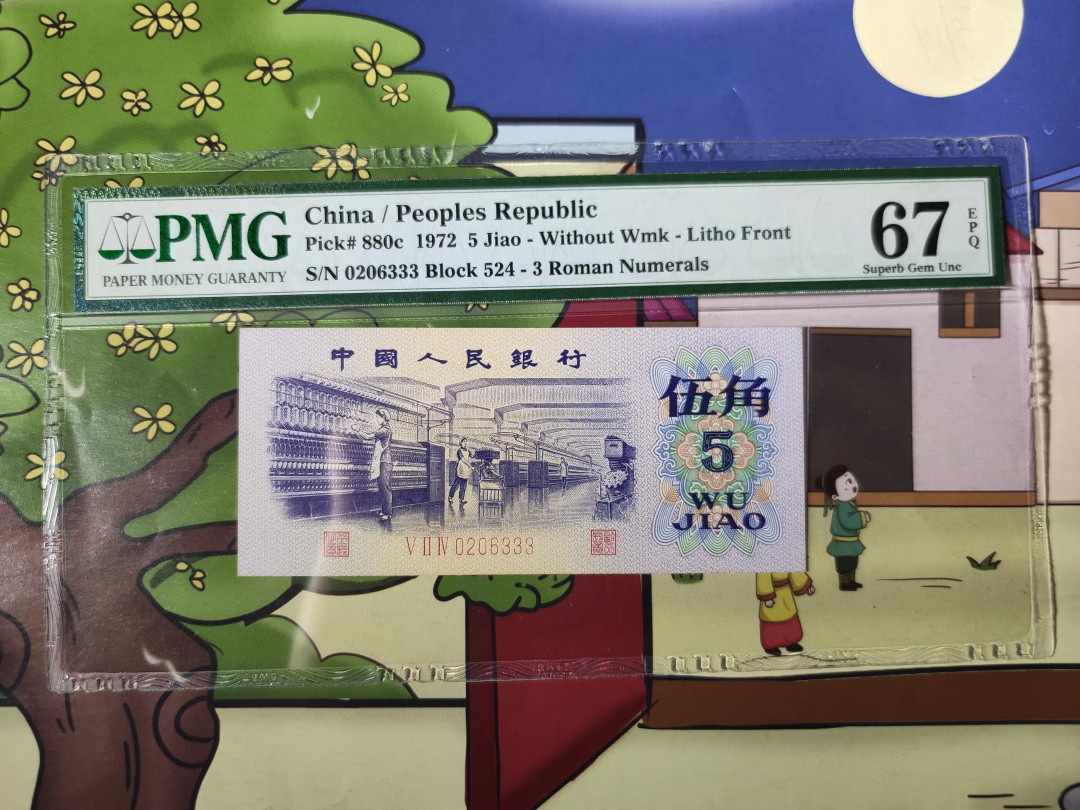 PMG
PAPER MONEY GUARANTY
China / Peoples Republic
Pick# 880c 1972 5 Jiao - Without Wmk - Litho Front
S/N 0206333 Block 524 - 3 Roman Numerals
67
EPQ
Superb Gem Unc
中國人民銀行
伍角
5
WU
JIAO
V II IV 0206333